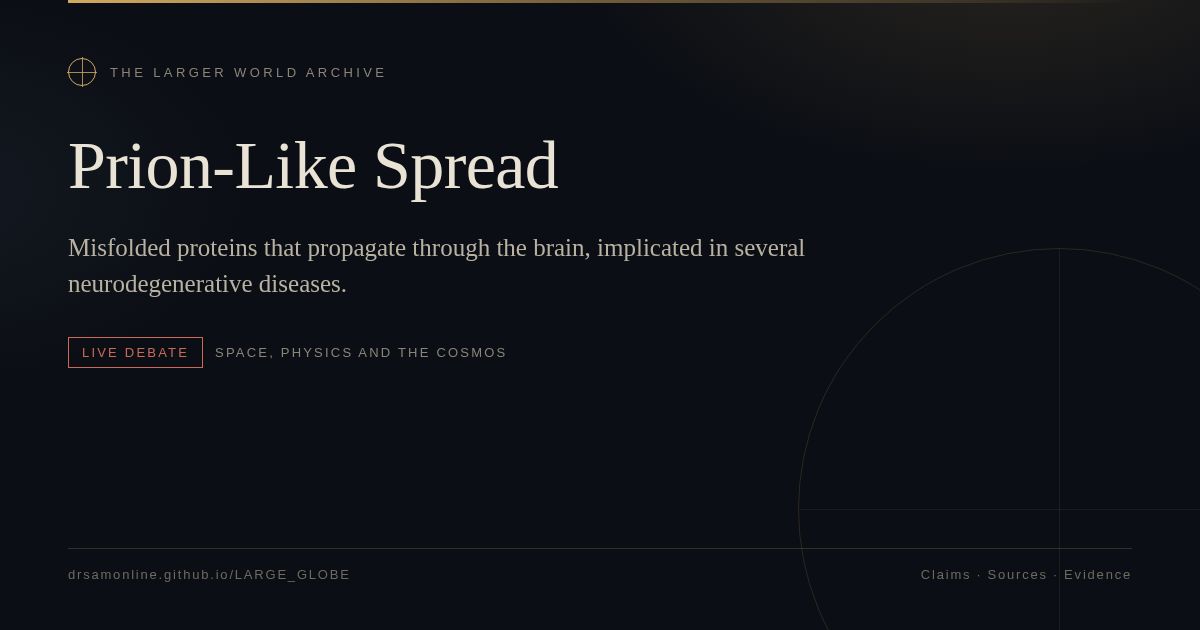 THE LARGER WORLD ARCHIVE
Prion-Like Spread
Misfolded proteins that propagate through the brain, implicated in several
neurodegenerative diseases.
LIVE DEBATE SPACE, PHYSICS AND THE COSMOS
drsamonline.github.io/LARGE_GLOBE
Claims · Sources · Evidence